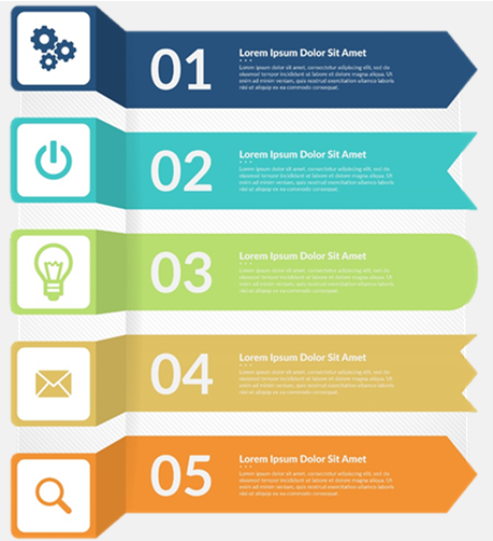 01
Lorem Ipsum Dolor Sit Amet
Lorem ipsum dolor sit amet, consectetur adipiscing elit, sed do
eiusmod tempor incididunt ut labore et dolore magna aliqua. Ut
enim ad minim veniam, quis nostrud exercitation ullamco laboris
nisi ut aliquip ex ea commodo consequat.
02
Lorem Ipsum Dolor Sit Amet
Lorem ipsum dolor sit amet, consectetur adipiscing elit, sed do
eiusmod tempor incididunt ut labore et dolore magna aliqua. Ut
enim ad minim veniam, quis nostrud exercitation ullamco laboris
nisi ut aliquip ex ea commodo consequat.
03
Lorem Ipsum Dolor Sit Amet
Lorem ipsum dolor sit amet, consectetur adipiscing elit, sed do
eiusmod tempor incididunt ut labore et dolore magna aliqua. Ut
enim ad minim veniam, quis nostrud exercitation ullamco laboris
nisi ut aliquip ex ea commodo consequat.
04
Lorem Ipsum Dolor Sit Amet
Lorem ipsum dolor sit amet, consectetur adipiscing elit, sed do
eiusmod tempor incididunt ut labore et dolore magna aliqua. Ut
enim ad minim veniam, quis nostrud exercitation ullamco laboris
nisi ut aliquip ex ea commodo consequat.
05
Lorem Ipsum Dolor Sit Amet
Lorem ipsum dolor sit amet, consectetur adipiscing elit, sed do
eiusmod tempor incididunt ut labore et dolore magna aliqua. Ut
enim ad minim veniam, quis nostrud exercitation ullamco laboris
nisi ut aliquip ex ea commodo consequat.